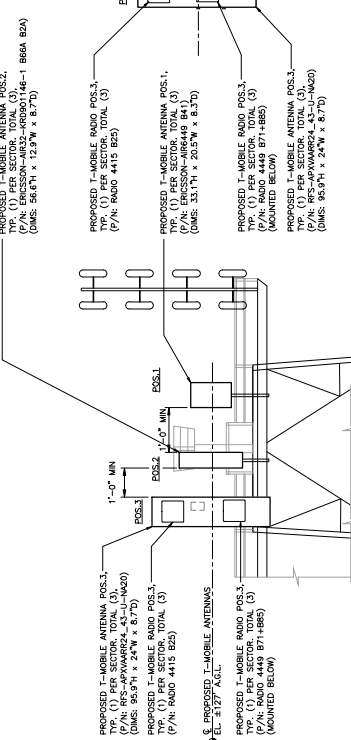 PROPOSED T-MOBILE ANTENNA POS.3,
TYP. (1) PER SECTOR. TOTAL (3),
(P/N: RFS-APXVAARR24_43-U-NA20)
(DIMS: 95.9"H x 24"W x 8.7"D)
PROPOSED T-MOBILE RADIO POS.3,
TYP. (1) PER SECTOR. TOTAL (3)
(P/N: RADIO 4415 B25)
℄ PROPOSED T-MOBILE ANTENNAS
EL. ±127' A.G.L.
PROPOSED T-MOBILE RADIO POS.3,
TYP. (1) PER SECTOR. TOTAL (3)
(P/N: RADIO 4449 B71+B85)
(MOUNTED BELOW)
1'-0" MIN
POS.3
POS.2
1'-0" MIN
POS.1
PROPOSED T-MOBILE ANTENNA POS.2,
TYP. (1) PER SECTOR. TOTAL (3),
(P/N: ERICSSON-AIR32-KRD901146-1 B66A B2A)
(DIMS: 56.6"H x 12.9"W x 8.7"D)
PROPOSED T-MOBILE RADIO POS.3,
TYP. (1) PER SECTOR. TOTAL (3)
(P/N: RADIO 4415 B25)
PROPOSED T-MOBILE ANTENNA POS.1,
TYP. (1) PER SECTOR. TOTAL (3),
(P/N: ERICSSON-AIR6449 B41)
(DIM: 33.1"H x 20.5"W x 8.3"D)
PROPOSED T-MOBILE RADIO POS.3,
TYP. (1) PER SECTOR. TOTAL (3)
(P/N: RADIO 4449 B71+B85)
(MOUNTED BELOW)
PROPOSED T-MOBILE ANTENNA POS.3,
TYP. (1) PER SECTOR. TOTAL (3),
(P/N: RFS-APXVAARR24_43-U-NA20)
(DIMS: 95.9"H x 24"W x 8.7"D)